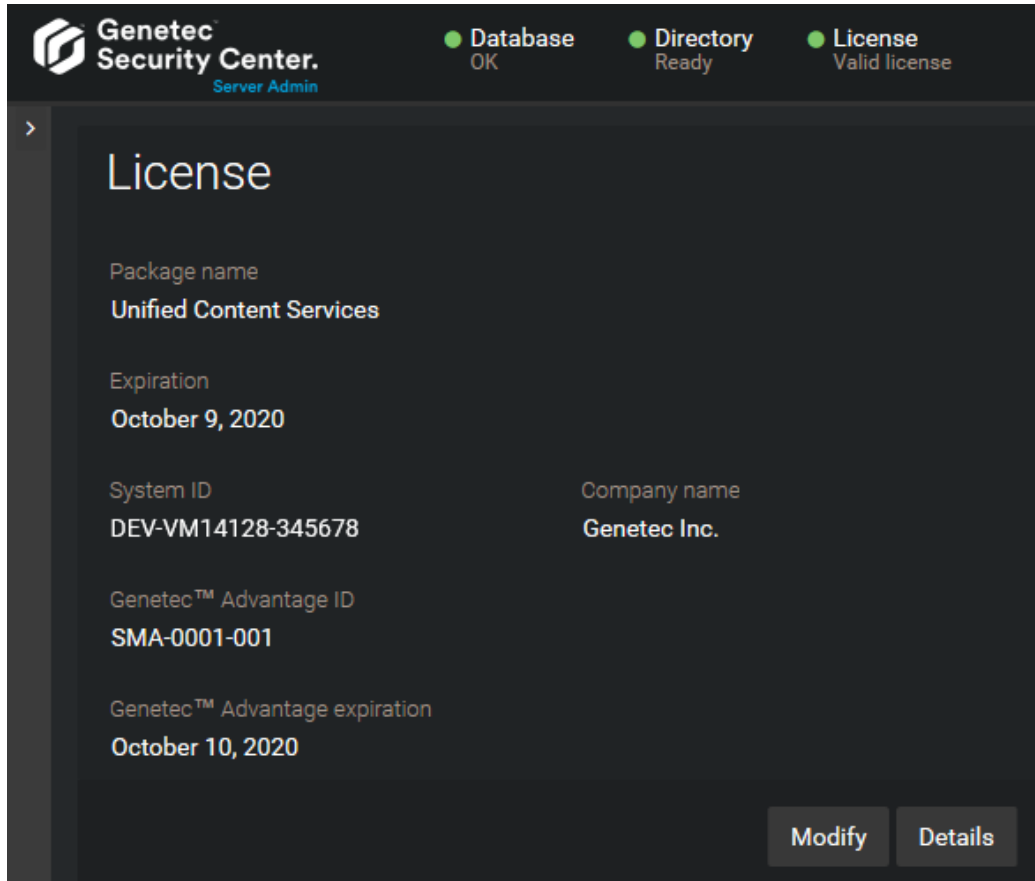 Genetec™
Security Center.
Server Admin
Database
OK
Directory
Ready
License
Valid license
License
Package name
Unified Content Services
Expiration
October 9, 2020
System ID
DEV-VM14128-345678
Company name
Genetec Inc.
Genetec™ Advantage ID
SMA-0001-001
Genetec™ Advantage expiration
October 10, 2020
Modify
Details